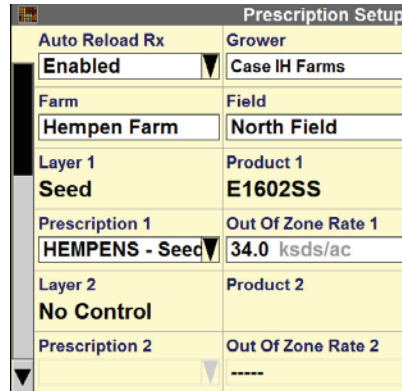 Prescription Setup
Auto Reload Rx Grower
Enabled Case IH Farms
Farm Field
Hempen Farm North Field
Layer 1 Product 1
Seed E1602SS
Prescription 1 Out Of Zone Rate 1
HEMPENS - Seed 34.0 ksds/ac
Layer 2 Product 2
No Control
Prescription 2 Out Of Zone Rate 2
-----